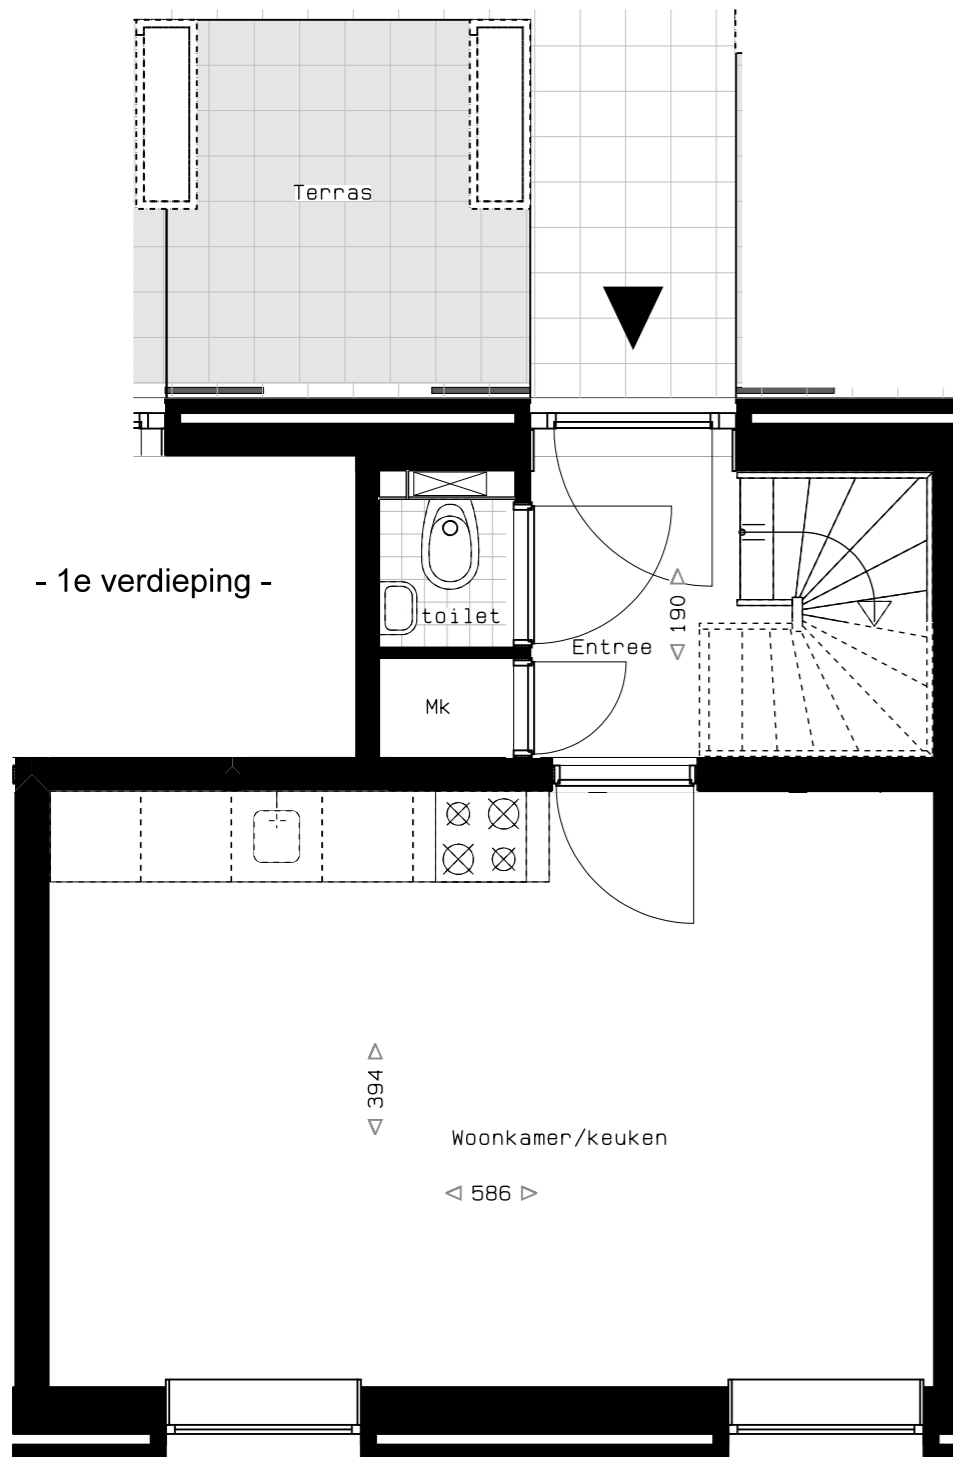 Terras
- 1e verdieping -
toilet
190
Entree
Mk
394
Woonkamer/keuken
586